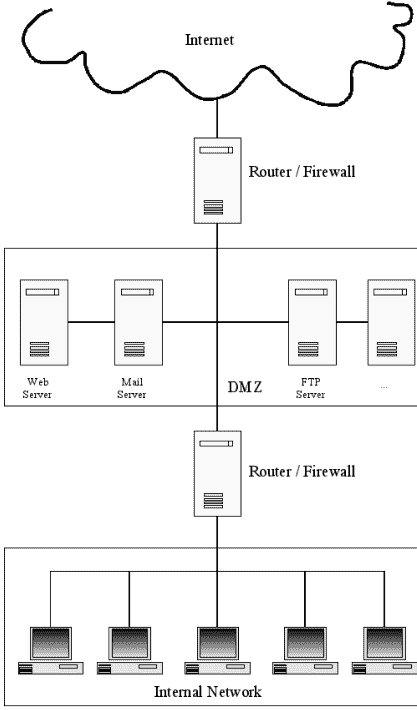 Internet
Router / Firewall
Web
Server
Mail
Server
DMZ
FTP
Server
...
Router / Firewall
Internal Network